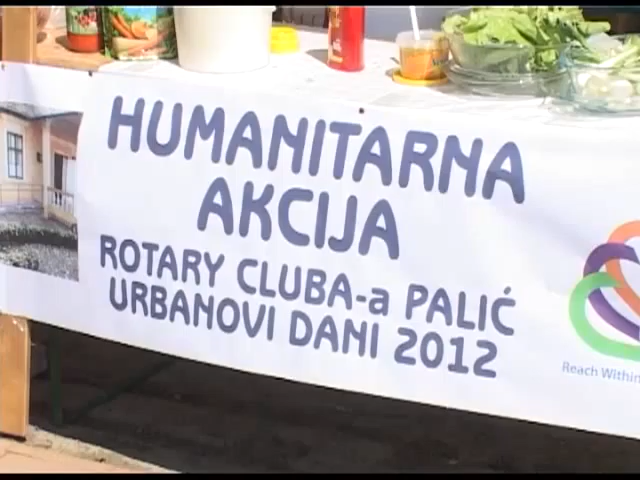 HUMANITARNA
AKCIJA
ROTARY CLUBA-a PALIĆ
URBANOVI DANI 2012
Reach Within